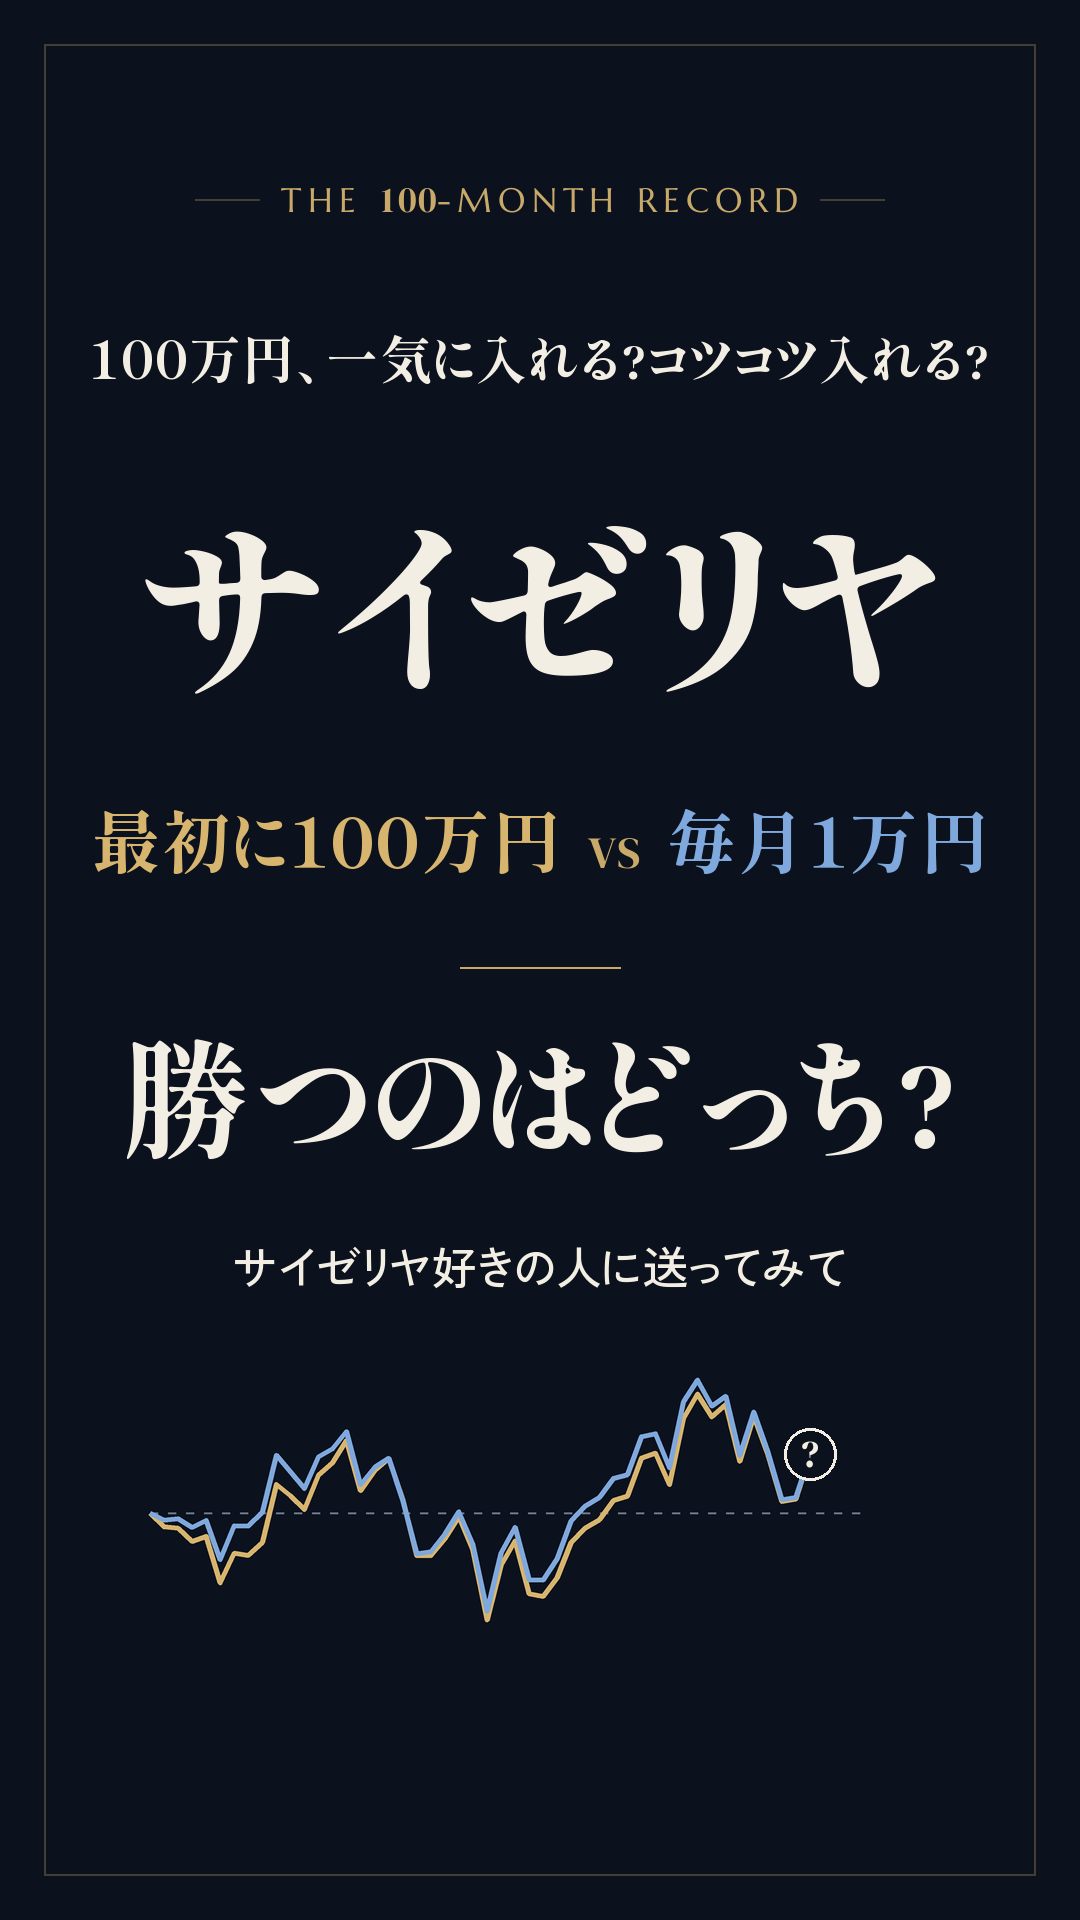 THE 100-MONTH RECORD
100万円、一気に入れる?コツコツ入れる?
サイゼリヤ
最初に100万円 vs 毎月1万円
勝つのはどっち?
サイゼリヤ好きの人に送ってみて
?